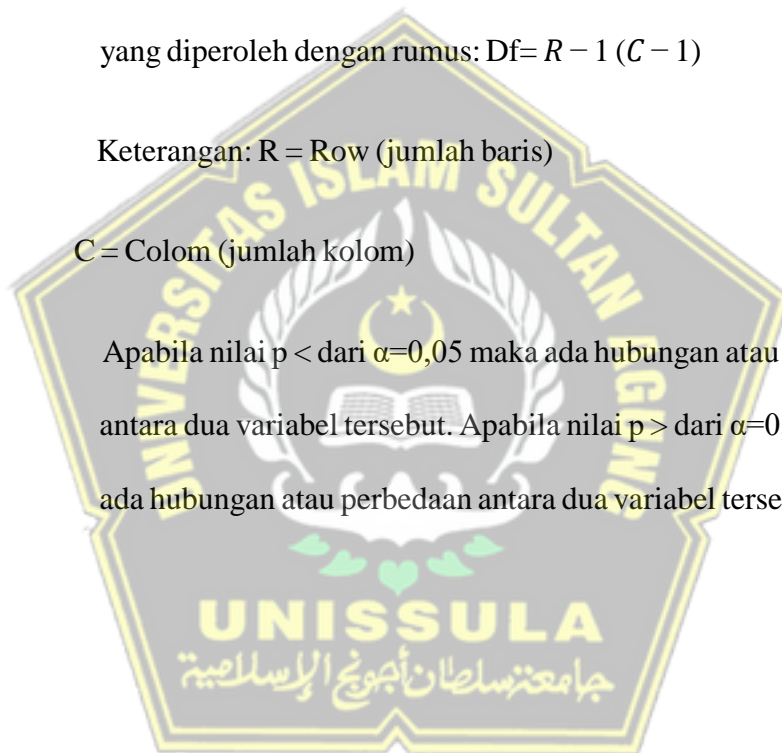 yang diperoleh dengan rumus: Df= 𝑅 − 1 (𝐶 − 1)
Keterangan: R = Row (jumlah baris)
C = Colom (jumlah kolom)
Apabila nilai p < dari α=0,05 maka ada hubungan atau
antara dua variabel tersebut. Apabila nilai p > dari α=0
ada hubungan atau perbedaan antara dua variabel terse
UNIVERSITAS ISLAM SULTAN AGUNG
UNISSULA
جامعتسلطان أجونج الإسلامية